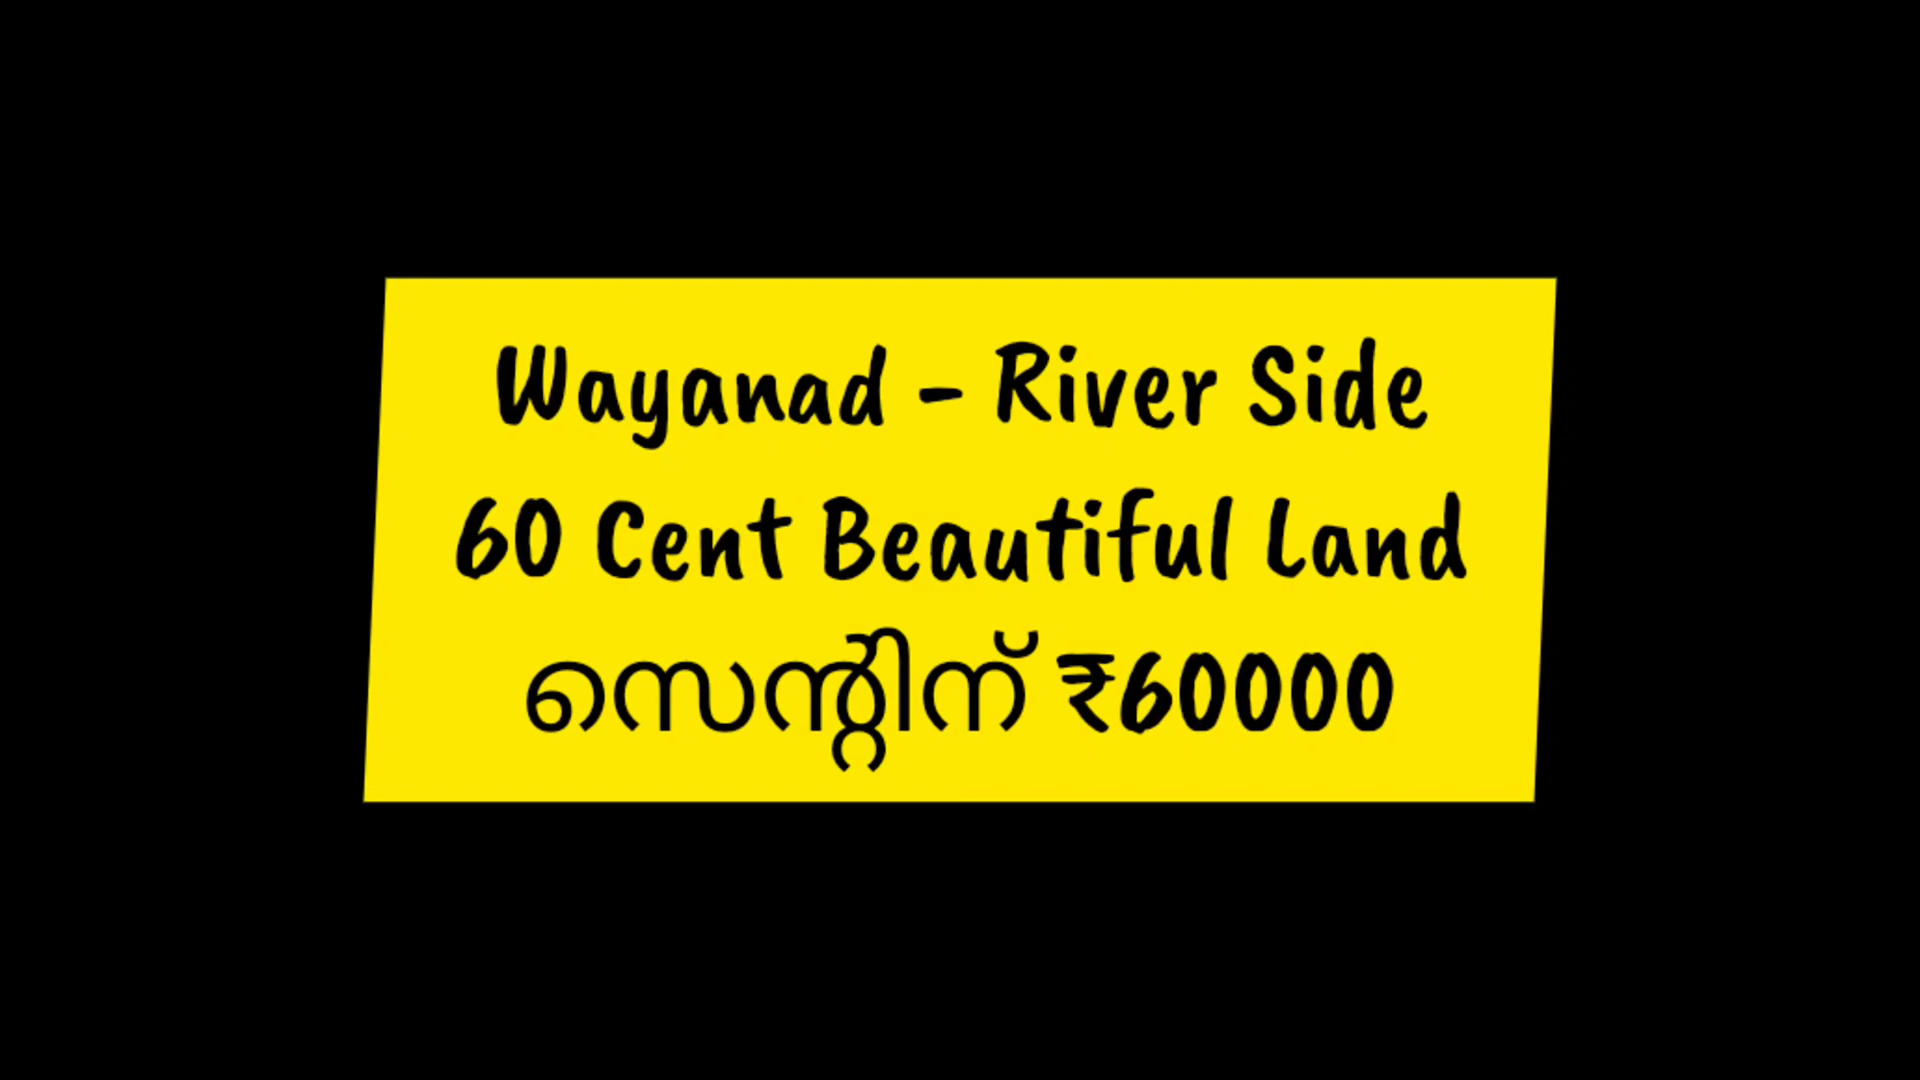 Wayanad - River Side
60 Cent Beautiful Land
സെന്റിന് ₹60000